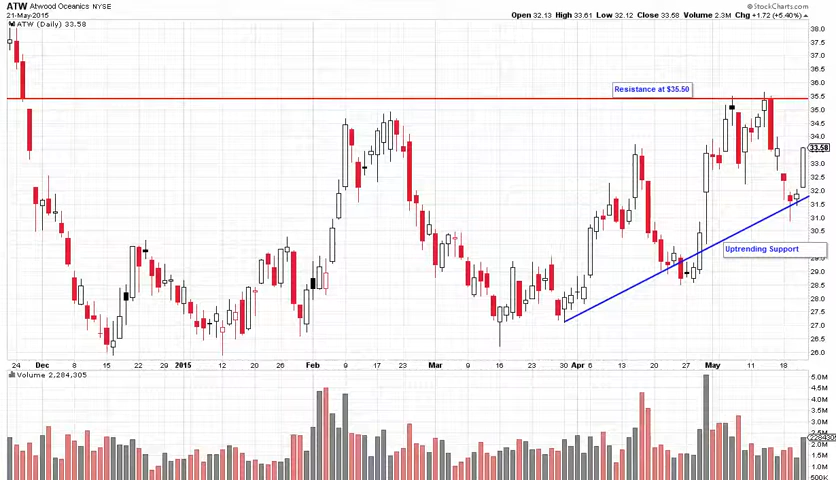 ATW Atwood Oceanics NYSE © StockCharts.com
21-May-2015 Open 32.13 High 33.61 Low 32.12 Close 33.58 Volume 2.3M Chg +1.72 (+5.40%)
ATW (Daily) 33.58
38.0
37.5
37.0
36.5
36.0
Resistance at $35.50
35.5
35.0
34.5
34.0
33.58
33.0
32.5
32.0
31.5
31.0
30.5
Uptrending Support
29.5
29.0
28.5
28.0
27.5
27.0
26.5
26.0
24 Dec 8 15 22 29 2015 12 20 26 Feb 9 17 23 Mar 9 16 23 30 Apr 6 13 20 27 May 11 18
Volume 2,284,305
5.0M
4.5M
4.0M
3.5M
3.0M
2284305
2.0M
1.5M
1.0M
500K